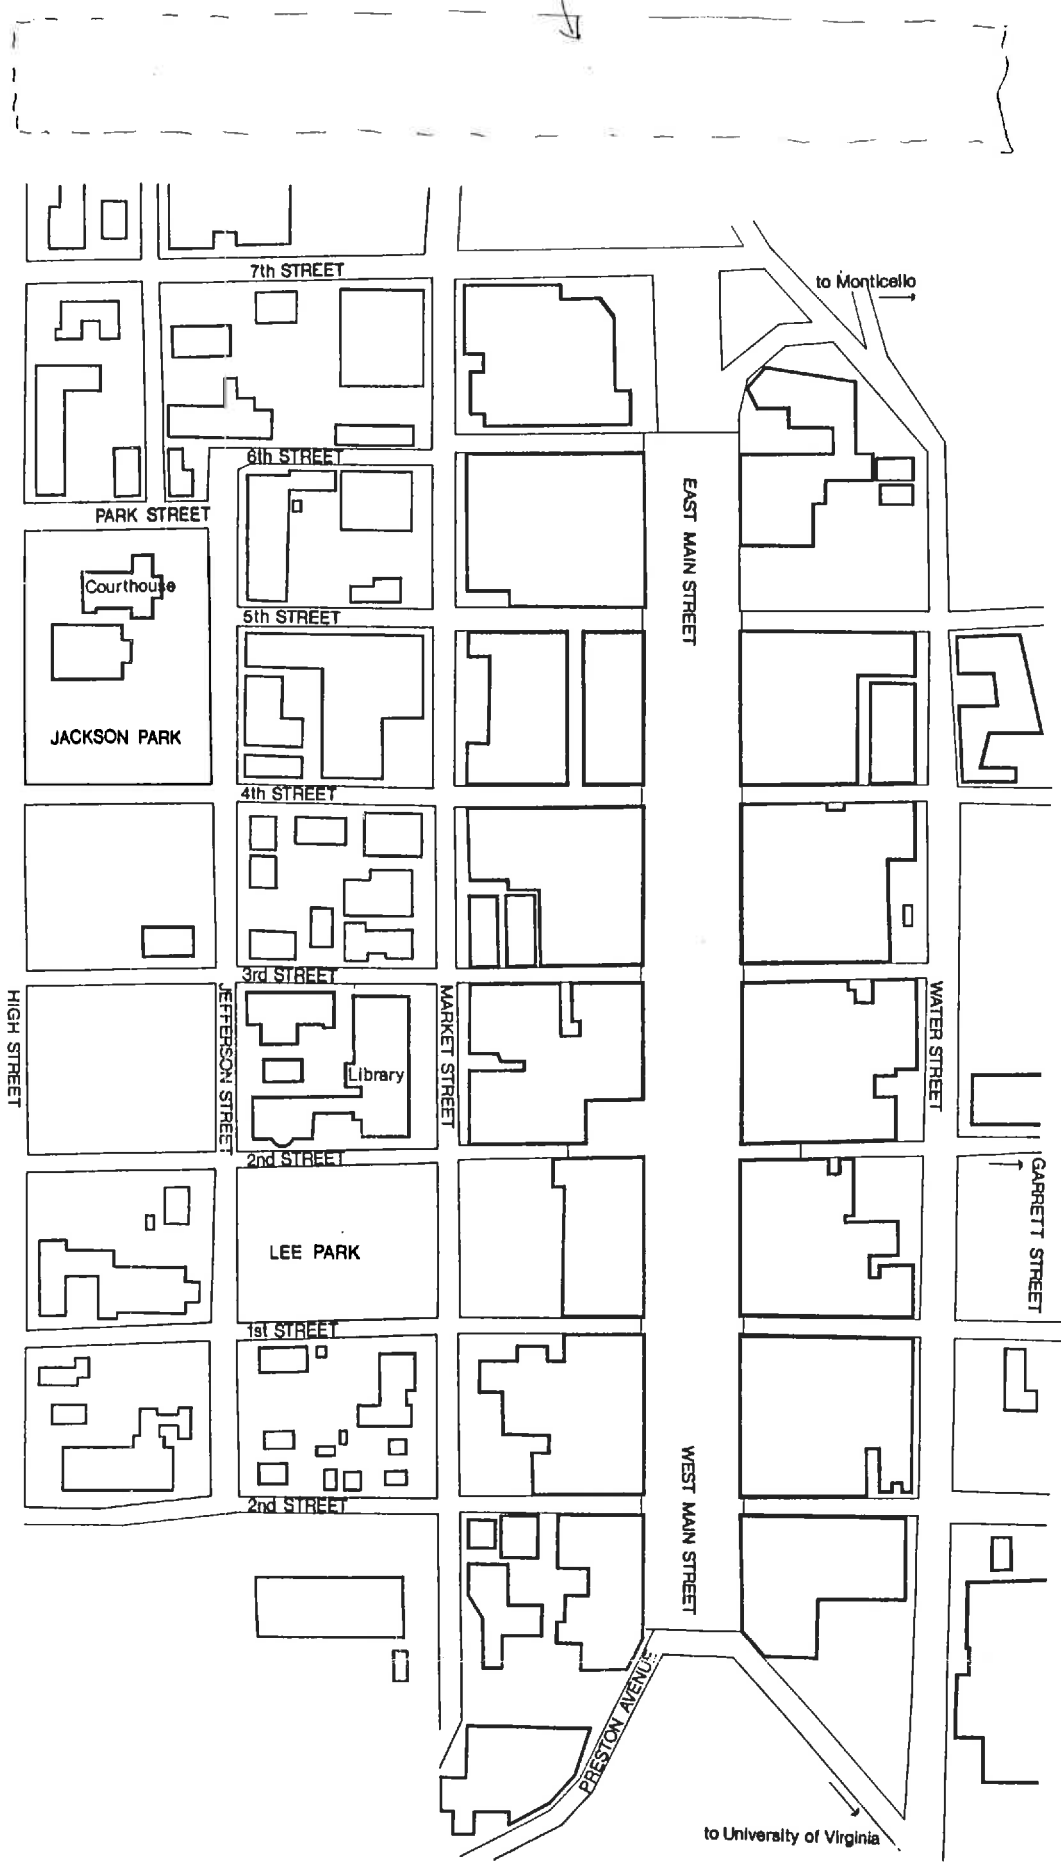 7th STREET
to Monticello
6th STREET
EAST MAIN STREET
PARK STREET
Courthouse
5th STREET
JACKSON PARK
4th STREET
3rd STREET
HIGH STREET
JEFFERSON STREET
MARKET STREET
WATER STREET
Library
2nd STREET
GARRETT STREET
LEE PARK
1st STREET
WEST MAIN STREET
2nd STREET
PRESTON AVENUE
to University of Virginia